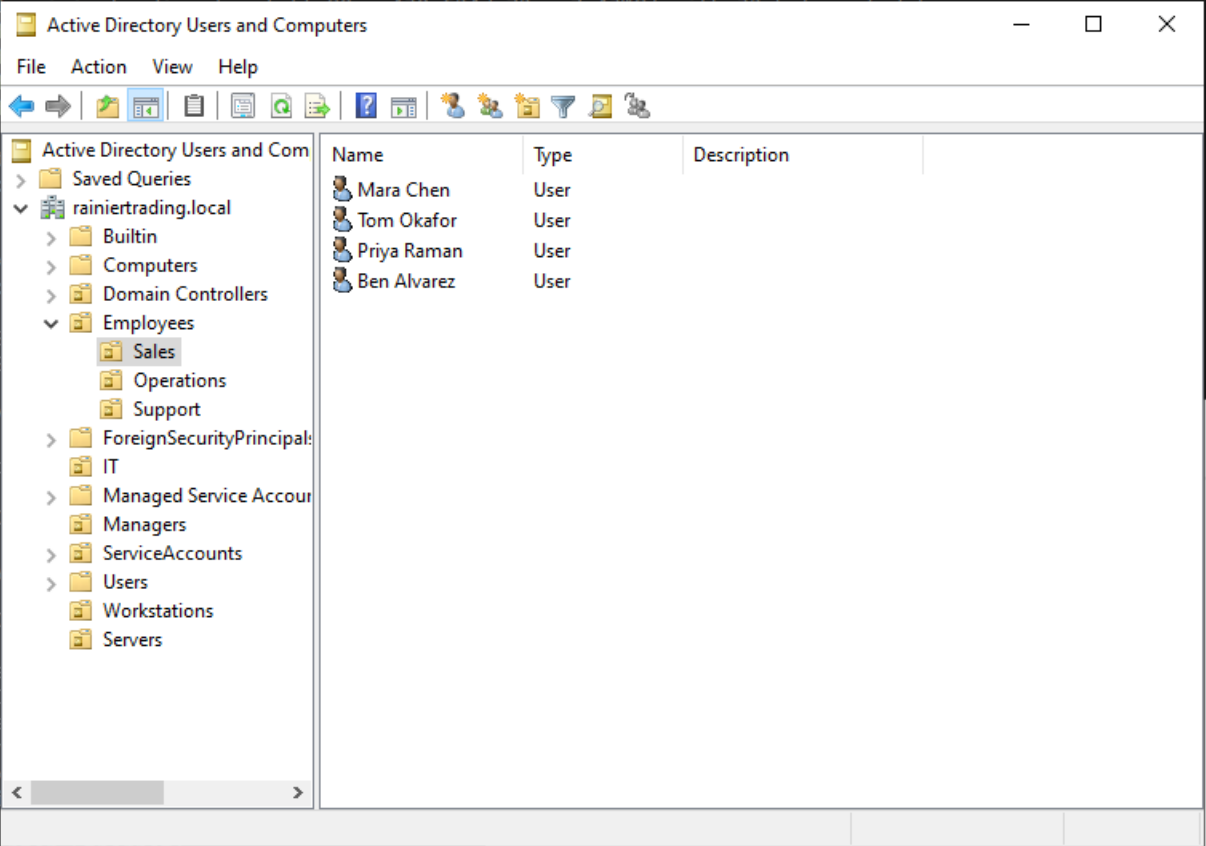 Active Directory Users and Computers
File Action View Help
Active Directory Users and Com
Saved Queries
rainiertrading.local
Builtin
Computers
Domain Controllers
Employees
Sales
Operations
Support
ForeignSecurityPrincipals
IT
Managed Service Accour
Managers
ServiceAccounts
Users
Workstations
Servers
Name Type Description
Mara Chen User
Tom Okafor User
Priya Raman User
Ben Alvarez User